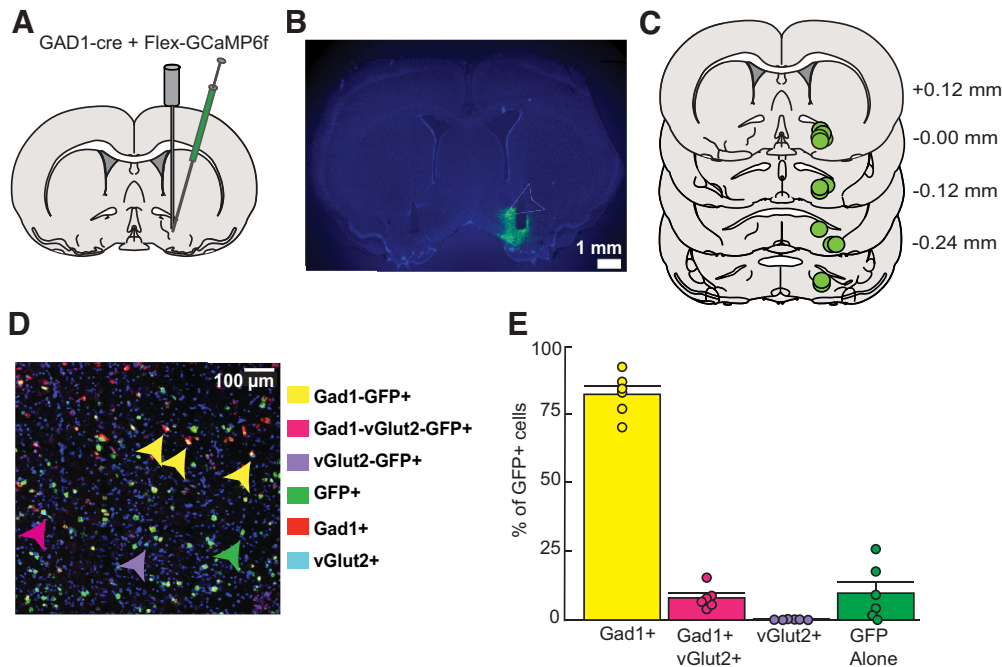 A
GAD1-cre + Flex-GCaMP6f
B
1 mm
C
+0.12 mm
-0.00 mm
-0.12 mm
-0.24 mm
D
100 µm
Gad1-GFP+
Gad1-vGlut2-GFP+
vGlut2-GFP+
GFP+
Gad1+
vGlut2+
E
% of GFP+ cells
100
75
50
25
0
Gad1+
Gad1+
vGlut2+
vGlut2+
GFP
Alone